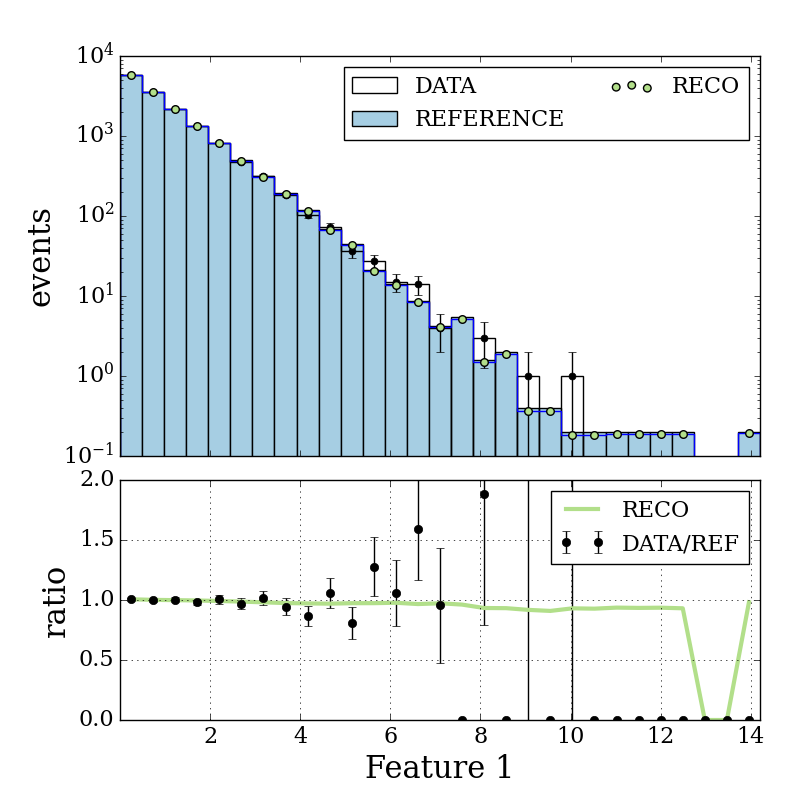 10^4
10^3
10^2
10^1
10^0
10^-1
events
DATA
REFERENCE
RECO
2.0
1.5
1.0
0.5
0.0
ratio
RECO
DATA/REF
2 4 6 8 10 12 14
Feature 1